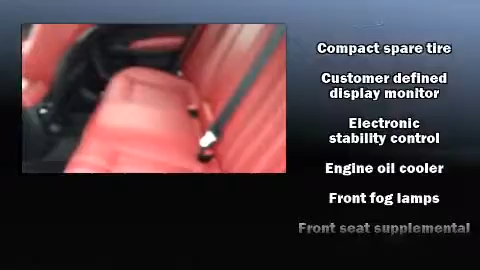 Compact spare tire
Customer defined
display monitor
Electronic
stability control
Engine oil cooler
Front fog lamps
Front seat supplemental